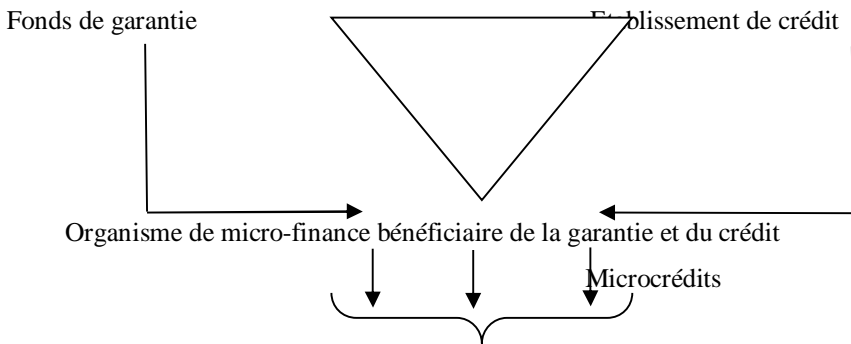 Fonds de garantie Etablissement de crédit
Organisme de micro-finance bénéficiaire de la garantie et du crédit
Microcrédits